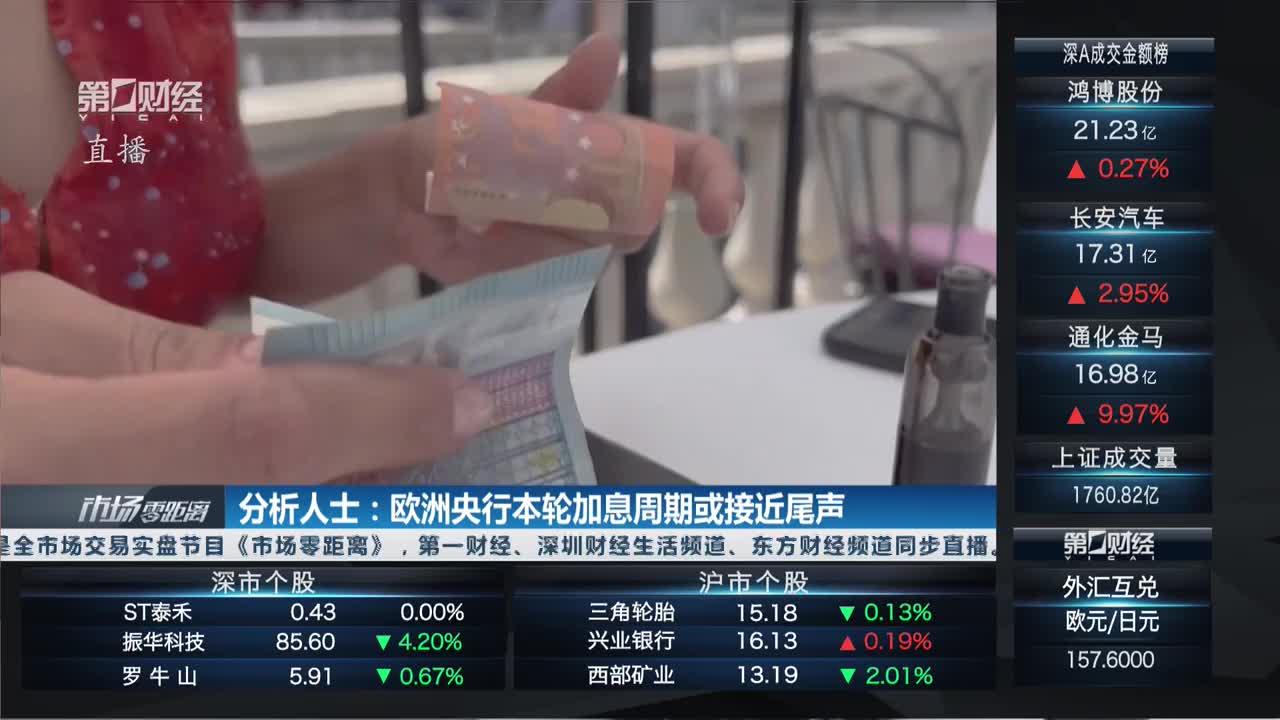 第一财经
YICAI
直播
市场零距离
分析人士：欧洲央行本轮加息周期或接近尾声
是全市场交易实盘节目《市场零距离》，第一财经、深圳财经生活频道、东方财经频道同步直播。
深市个股
ST泰禾 0.43 0.00%
振华科技 85.60 ▼4.20%
罗牛山 5.91 ▼0.67%
沪市个股
三角轮胎 15.18 ▼0.13%
兴业银行 16.13 ▲0.19%
西部矿业 13.19 ▼2.01%
深A成交金额榜
鸿博股份
21.23亿
▲ 0.27%
长安汽车
17.31亿
▲ 2.95%
通化金马
16.98亿
▲ 9.97%
上证成交量
1760.82亿
第一财经
YICAI
外汇互兑
欧元/日元
157.6000